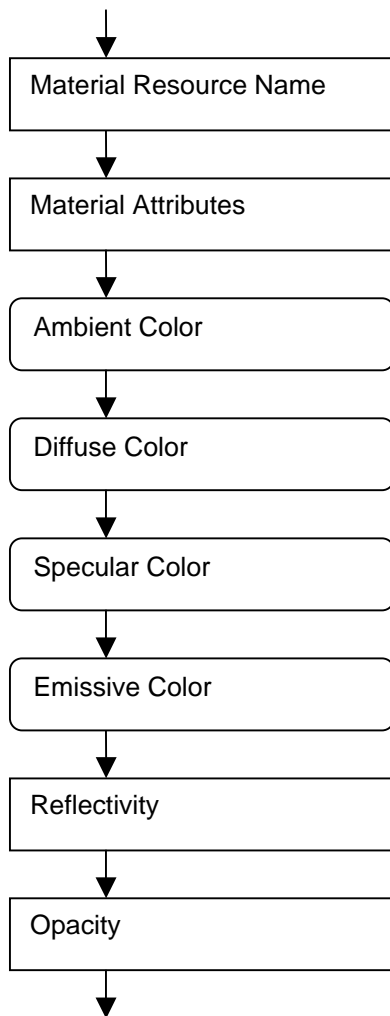 Material Resource Name
Material Attributes
Ambient Color
Diffuse Color
Specular Color
Emissive Color
Reflectivity
Opacity